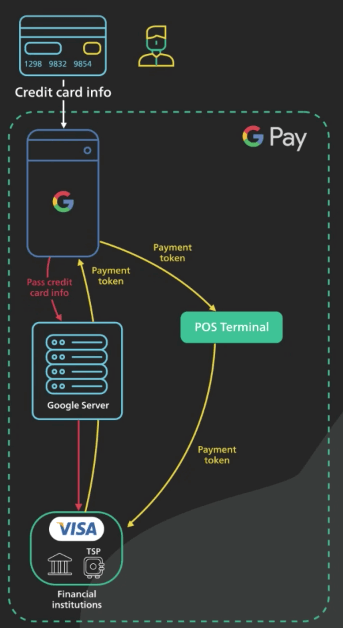 1298 9832 9854
Credit card info
G Pay
G
Payment
token
Payment
token
Pass credit
card info
POS Terminal
Google Server
Payment
token
VISA
TSP
Financial
institutions